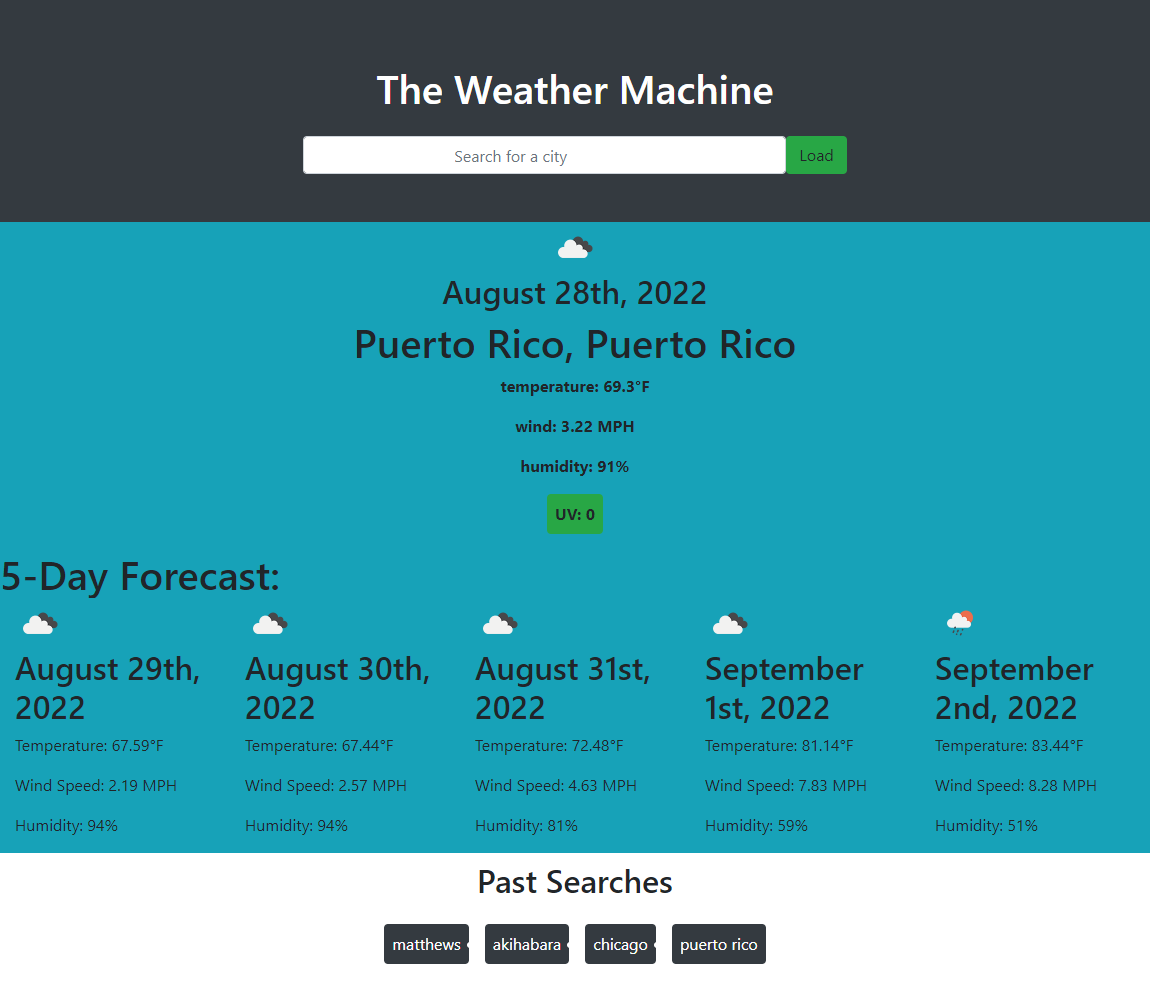 The Weather Machine
Search for a city
Load
August 28th, 2022
Puerto Rico, Puerto Rico
temperature: 69.3°F
wind: 3.22 MPH
humidity: 91%
UV: 0
5-Day Forecast:
August 29th,
2022
Temperature: 67.59°F
Wind Speed: 2.19 MPH
Humidity: 94%
August 30th,
2022
Temperature: 67.44°F
Wind Speed: 2.57 MPH
Humidity: 94%
August 31st,
2022
Temperature: 72.48°F
Wind Speed: 4.63 MPH
Humidity: 81%
September
1st, 2022
Temperature: 81.14°F
Wind Speed: 7.83 MPH
Humidity: 59%
September
2nd, 2022
Temperature: 83.44°F
Wind Speed: 8.28 MPH
Humidity: 51%
Past Searches
matthews
akihabara
chicago
puerto rico